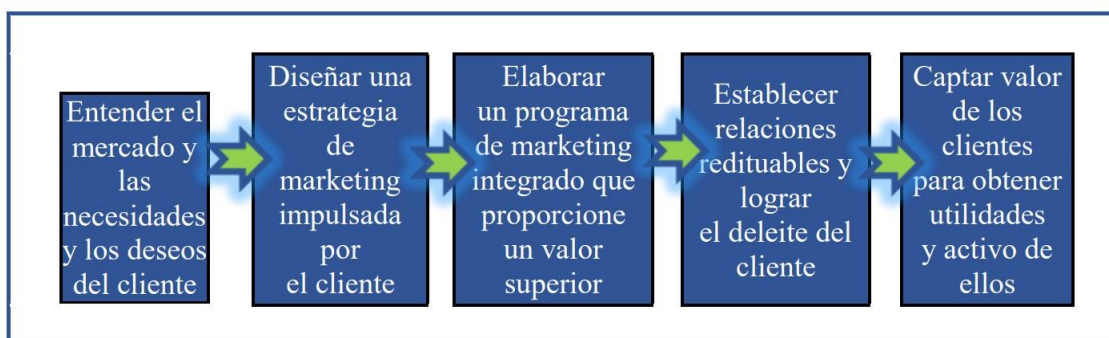 Entender el
mercado y
las
necesidades
y los deseos
del cliente
Diseñar una
estrategia
de
marketing
impulsada
por
el cliente
Elaborar
un programa
de marketing
integrado que
proporcione
un valor
superior
Establecer
relaciones
redituables y
lograr
el deleite del
cliente
Captar valor
de los
clientes
para obtener
utilidades
y activo de
ellos